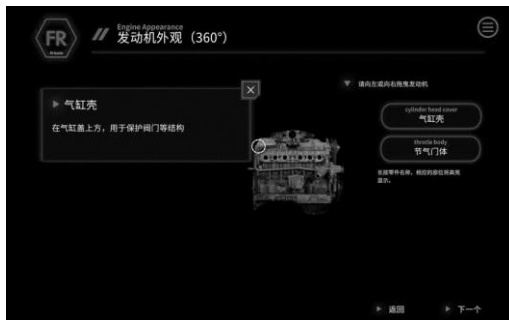 FR
Engine Appearance
// 发动机外观（360°）
▶ 气缸壳
在气缸盖上方，用于保护阀门等结构
▼ 请向左或向右拖拽发动机
cylinder head cover
气缸壳
throttle body
节气门体
长按零件名称，相应的部位将高亮
显示。
▶ 返回
▶ 下一个